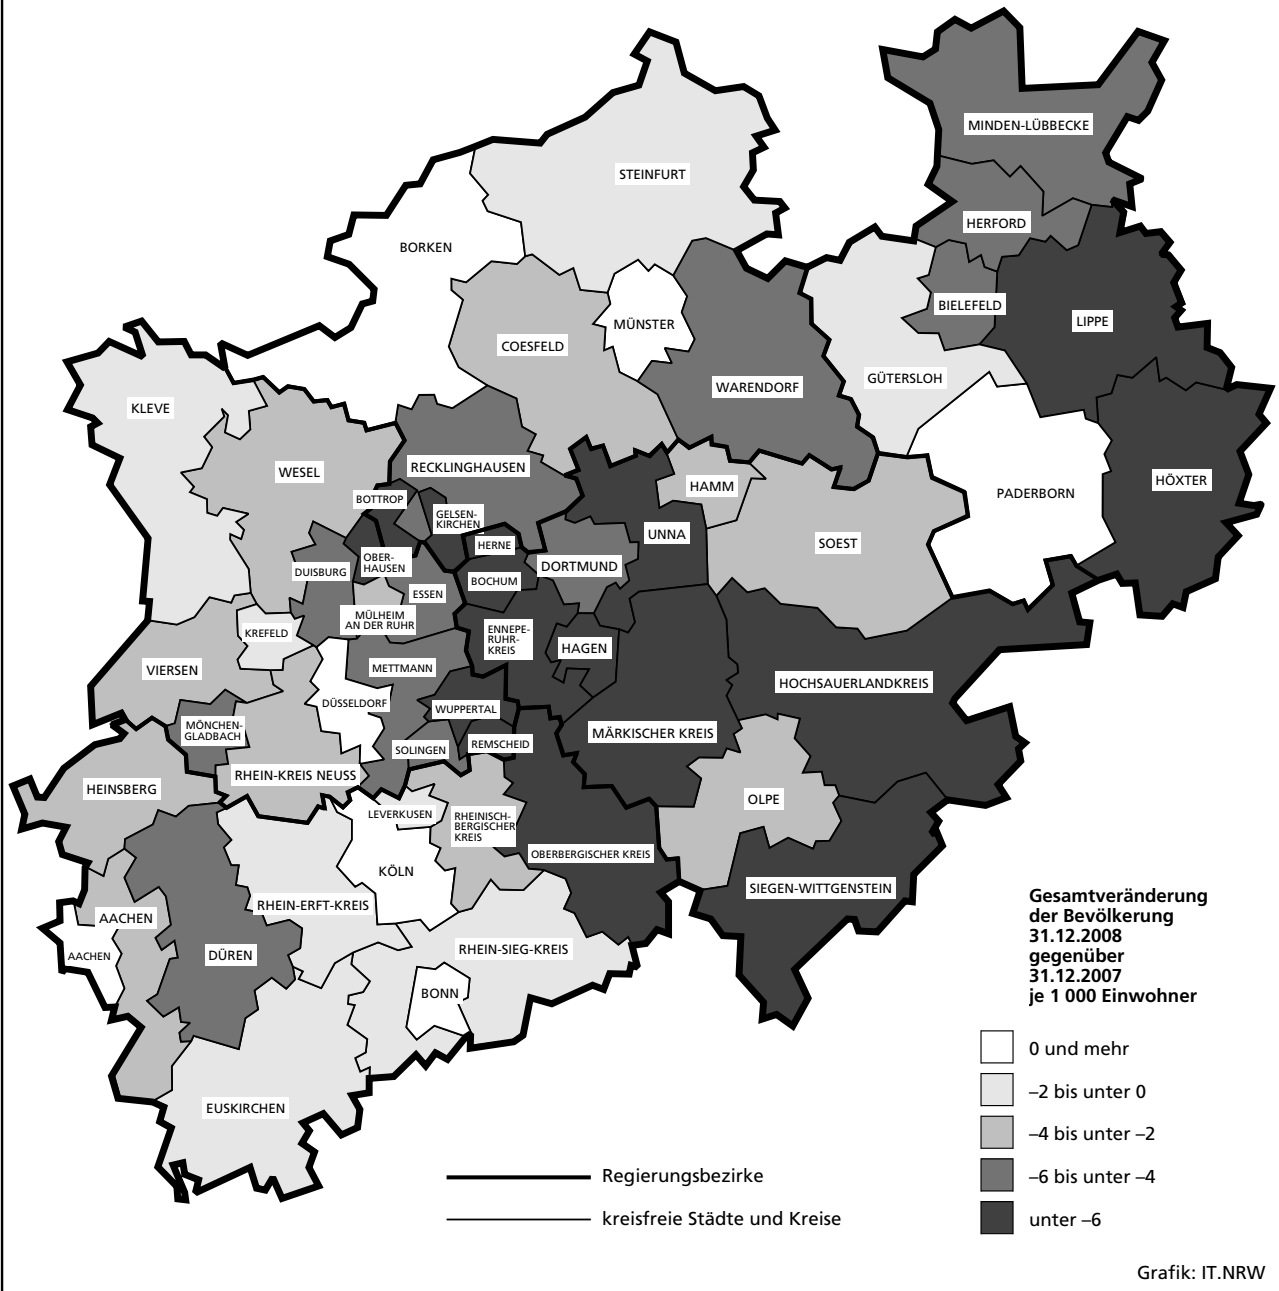 MINDEN-LÜBBECKE
STEINFURT
HERFORD
BORKEN
BIELEFELD
LIPPE
MÜNSTER
COESFELD
GÜTERSLOH
WARENDORF
KLEVE
RECKLINGHAUSEN
WESEL
HÖXTER
HAMM
PADERBORN
BOTTROP
GELSEN-
KIRCHEN
UNNA
SOEST
HERNE
OBER-
HAUSEN
DORTMUND
DUISBURG
BOCHUM
ESSEN
MÜLHEIM
AN DER RUHR
KREFELD
ENNEPE-
RUHR-
KREIS
HAGEN
VIERSEN
METTMANN
HOCHSAUERLANDKREIS
DÜSSELDORF
WUPPERTAL
MÖNCHEN-
GLADBACH
MÄRKISCHER KREIS
SOLINGEN
REMSCHEID
RHEIN-KREIS NEUSS
HEINSBERG
OLPE
LEVERKUSEN
RHEINISCH-
BERGISCHER
KREIS
OBERBERGISCHER KREIS
KÖLN
SIEGEN-WITTGENSTEIN
RHEIN-ERFT-KREIS
AACHEN
RHEIN-SIEG-KREIS
AACHEN
DÜREN
BONN
EUSKIRCHEN
Gesamtveränderung
der Bevölkerung
31.12.2008
gegenüber
31.12.2007
je 1 000 Einwohner
0 und mehr
–2 bis unter 0
–4 bis unter –2
–6 bis unter –4
unter –6
Regierungsbezirke
kreisfreie Städte und Kreise
Grafik: IT.NRW